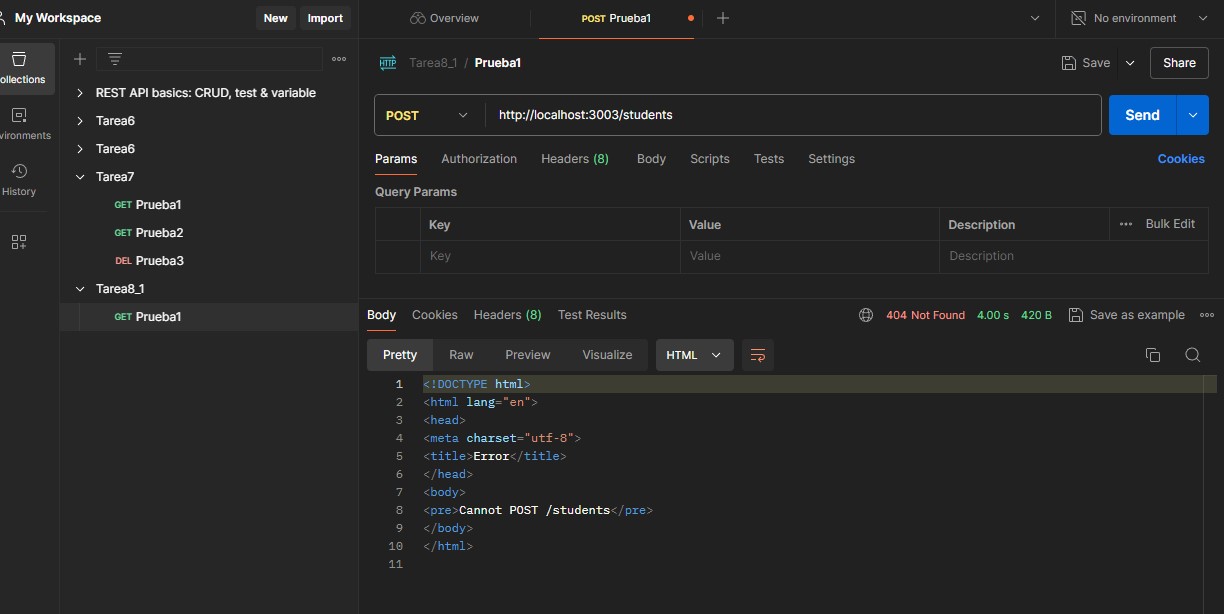 My Workspace
New
Import
Overview
POST Prueba1
No environment
ollections
vironments
History
REST API basics: CRUD, test & variable
Tarea6
Tarea6
Tarea7
GET Prueba1
GET Prueba2
DEL Prueba3
Tarea8_1
GET Prueba1
HTTP
Tarea8_1 / Prueba1
Save
Share
POST
http://localhost:3003/students
Send
Params Authorization Headers (8) Body Scripts Tests Settings Cookies
Query Params
Key Value Description ••• Bulk Edit
Key Value Description
Body Cookies Headers (8) Test Results 404 Not Found 4.00 s 420 B Save as example
Pretty Raw Preview Visualize HTML
1 <!DOCTYPE html>
2 <html lang="en">
3 <head>
4 <meta charset="utf-8">
5 <title>Error</title>
6 </head>
7 <body>
8 <pre>Cannot POST /students</pre>
9 </body>
10 </html>
11